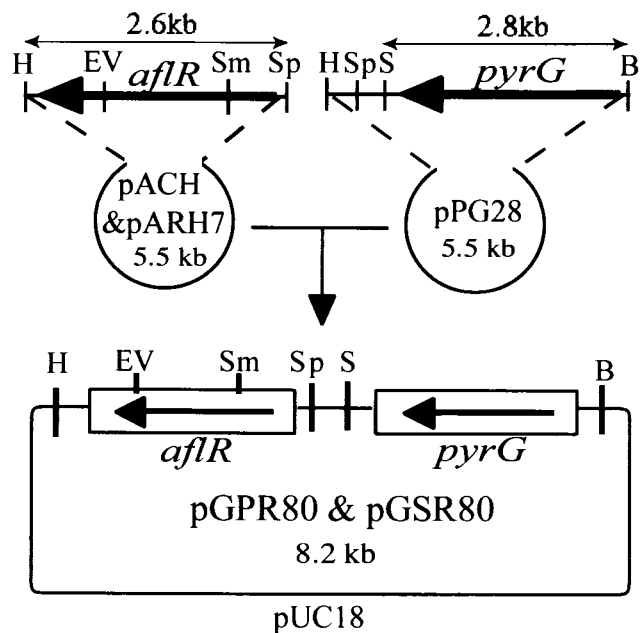 2.6kb
2.8kb
H EV aflR Sm Sp
H Sp S pyrG B
pACH
&pARH7
5.5 kb
pPG28
5.5 kb
H EV Sm Sp S B
aflR pyrG
pGPR80 & pGSR80
8.2 kb
pUC18